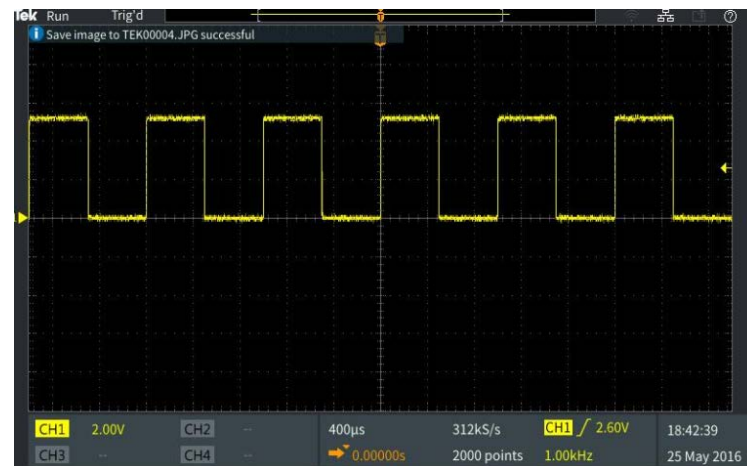 Tek Run Trig'd
Save image to TEK00004.JPG successful
CH1 2.00V CH2 -- 400µs 312kS/s CH1 2.60V 18:42:39
CH3 -- CH4 -- 0.00000s 2000 points 1.00kHz 25 May 2016